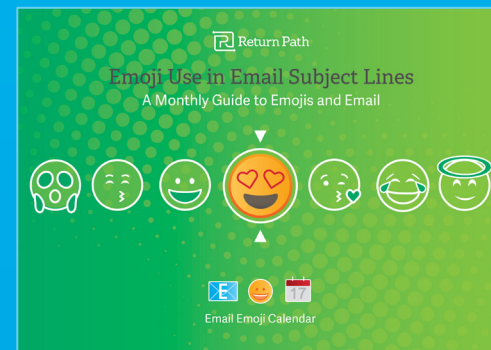 Return Path
Emoji Use in Email Subject Lines
A Monthly Guide to Emojis and Email
E
17
Email Emoji Calendar